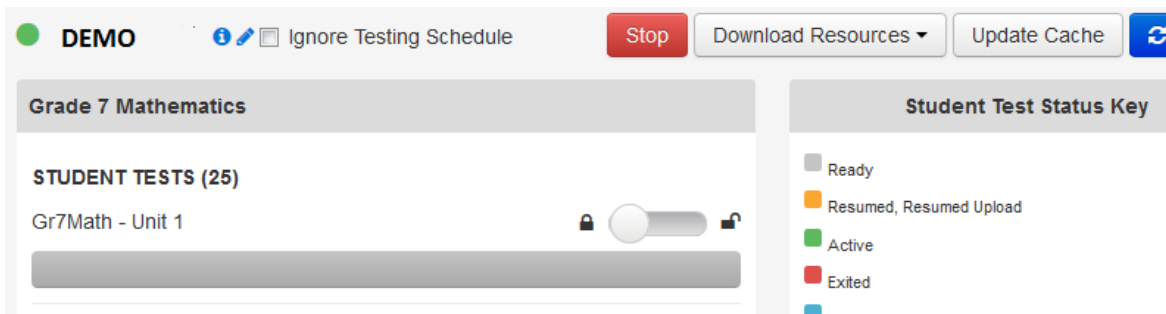 DEMO Ignore Testing Schedule Stop Download Resources Update Cache
Grade 7 Mathematics
STUDENT TESTS (25)
Gr7Math - Unit 1
Student Test Status Key
Ready
Resumed, Resumed Upload
Active
Exited